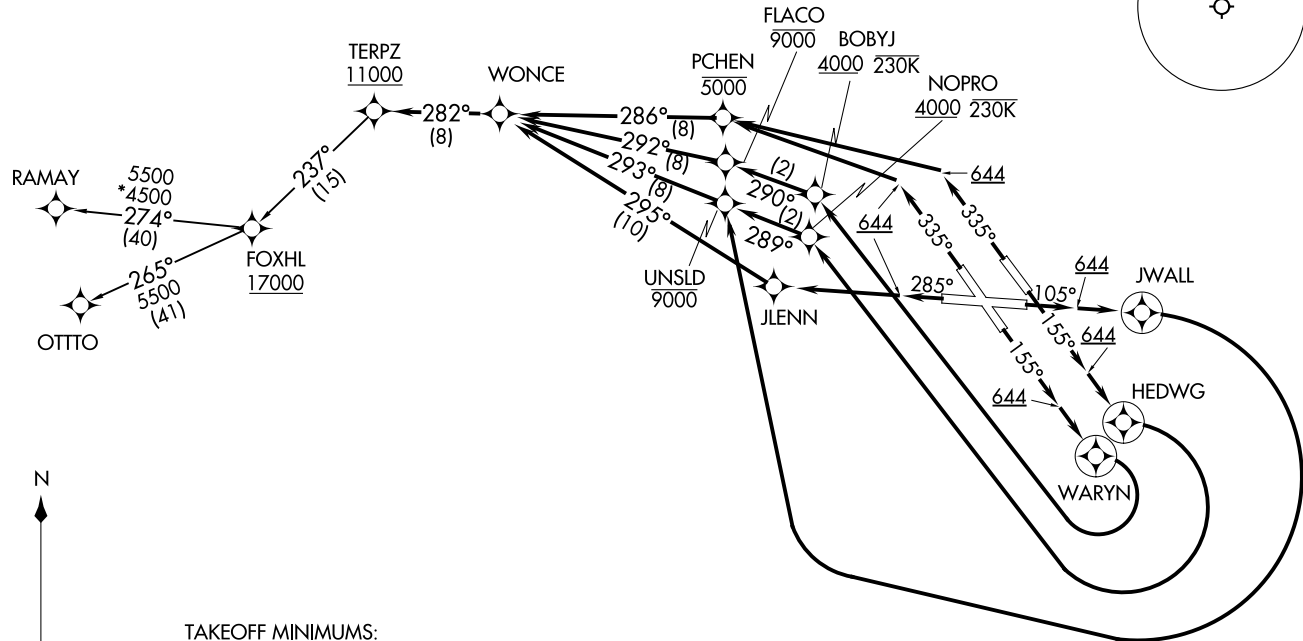 FLACO
9000
BOBYJ
4000 230K
NOPRO
4000 230K
TERPZ
11000
WONCE
PCHEN
5000
282°
(8)
286°
(8)
292°
(8)
293°
(8)
295°
(10)
(2)
290°
(2)
289°
644
644
335°
335°
RAMAY
5500
*4500
274°
(40)
237°
(15)
FOXHL
17000
265°
5500
(41)
OTTTO
UNSLD
9000
JLENN
285°
105°
644
JWALL
155°
155°
644
644
HEDWG
WARYN
N
TAKEOFF MINIMUMS: